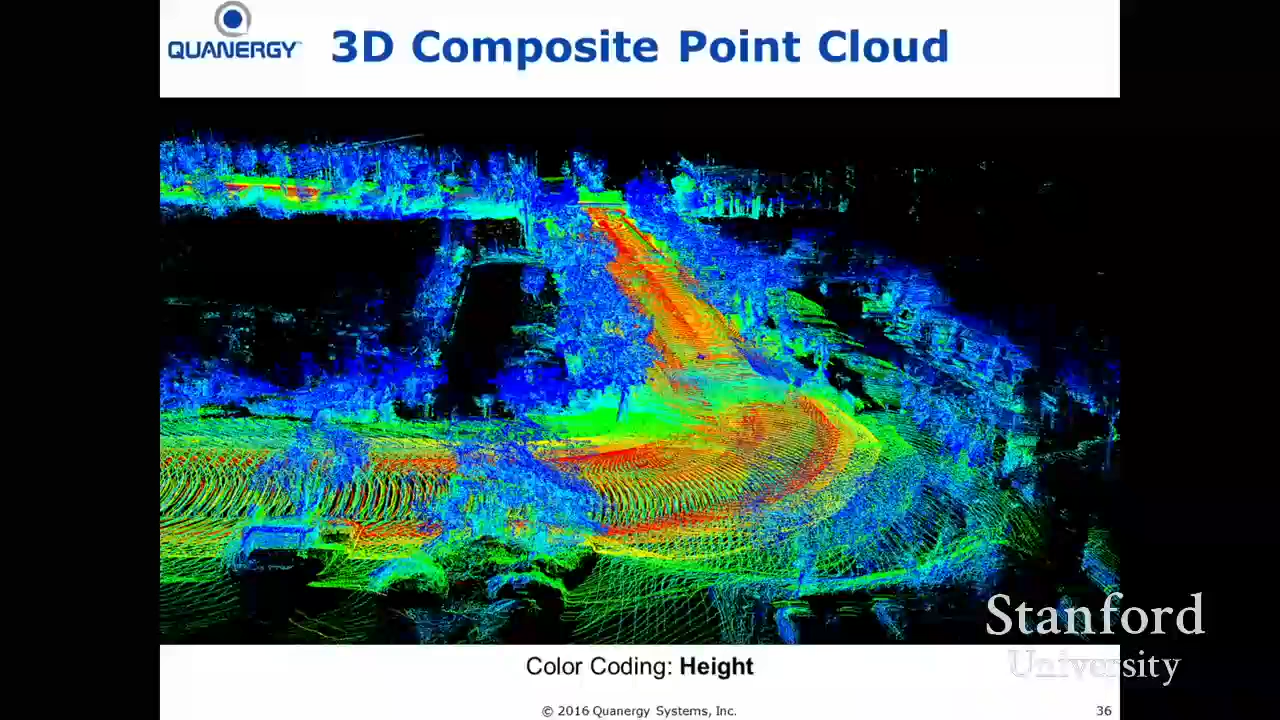 QUANERGY
3D Composite Point Cloud
Stanford
University
Color Coding: Height
© 2016 Quanergy Systems, Inc.
36